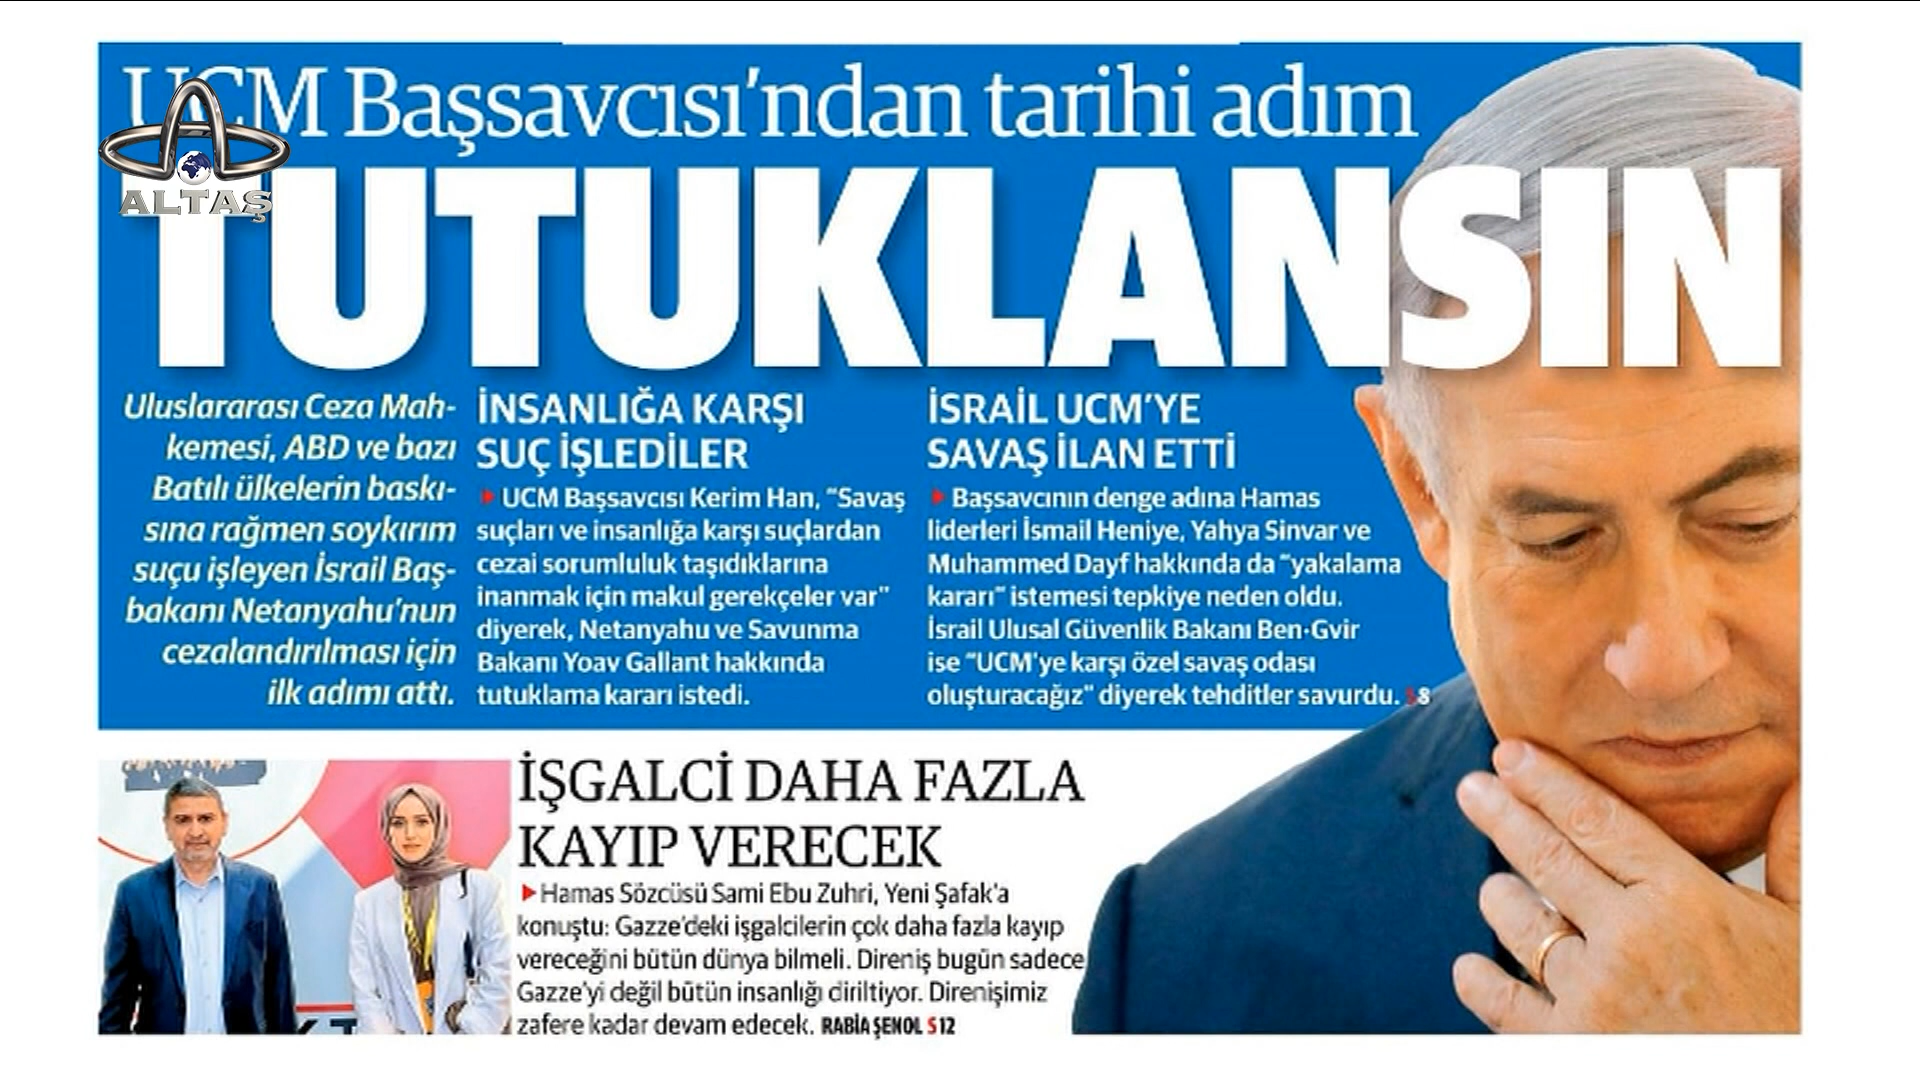 UCM Başsavcısı'ndan tarihi adım
ALTAŞ
TUTUKLANSIN
Uluslararası Ceza Mah-
kemesi, ABD ve bazı
Batılı ülkelerin baskı-
sına rağmen soykırım
suçu işleyen İsrail Baş-
bakanı Netanyahu'nun
cezalandırılması için
ilk adımı attı.
İNSANLIĞA KARŞI
SUÇ İŞLEDİLER
UCM Başsavcısı Kerim Han, "Savaş
suçları ve insanlığa karşı suçlardan
cezai sorumluluk taşıdıklarına
inanmak için makul gerekçeler var"
diyerek, Netanyahu ve Savunma
Bakanı Yoav Gallant hakkında
tutuklama kararı istedi.
İSRAİL UCM'YE
SAVAŞ İLAN ETTİ
Başsavcının denge adına Hamas
liderleri İsmail Heniye, Yahya Sinvar ve
Muhammed Dayf hakkında da "yakalama
kararı" istemesi tepkiye neden oldu.
İsrail Ulusal Güvenlik Bakanı Ben-Gvir
ise "UCM'ye karşı özel savaş odası
oluşturacağız" diyerek tehditler savurdu. S8
İŞGALCİ DAHA FAZLA
KAYIP VERECEK
Hamas Sözcüsü Sami Ebu Zuhri, Yeni Şafak'a
konuştu: Gazze'deki işgalcilerin çok daha fazla kayıp
vereceğini bütün dünya bilmeli. Direniş bugün sadece
Gazze'yi değil bütün insanlığı diriltiyor. Direnişimiz
zafere kadar devam edecek. RABİA ŞENOL S12